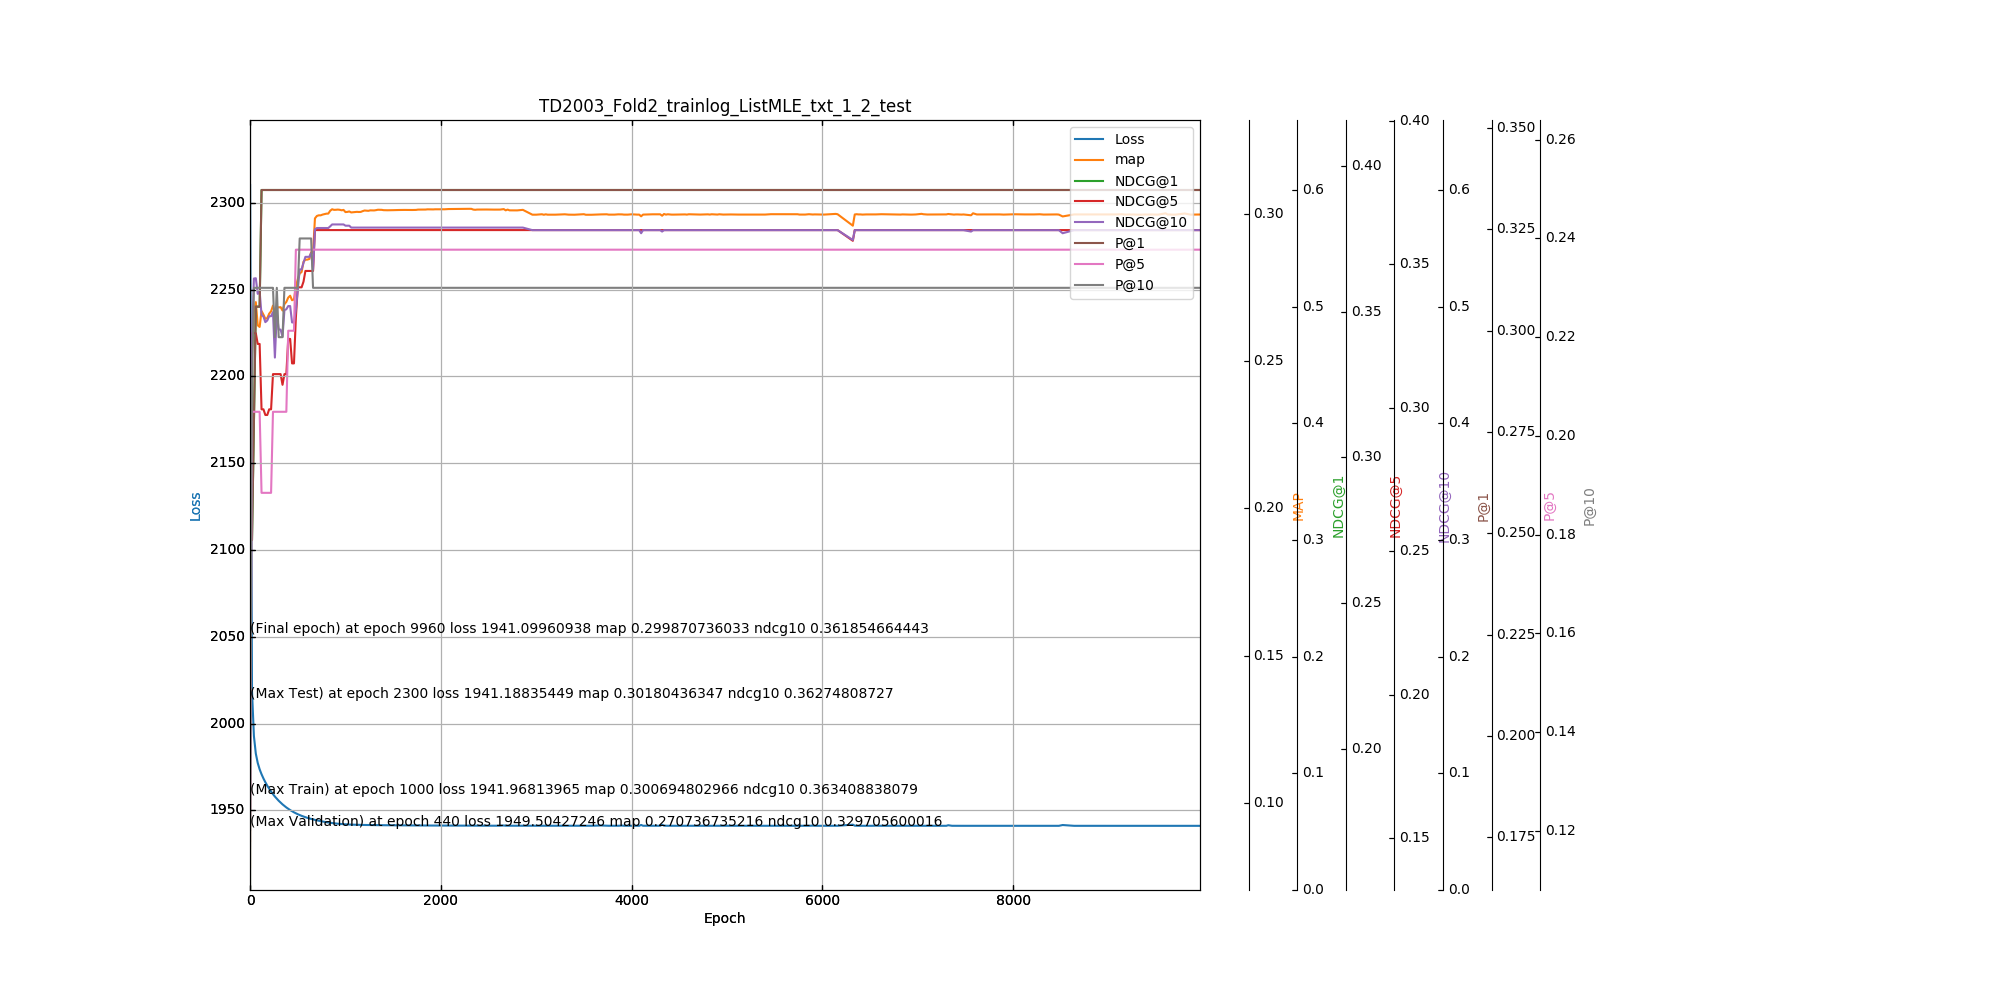 TD2003_Fold2_trainlog_ListMLE_txt_1_2_test
Loss
map
NDCG@1
NDCG@5
NDCG@10
P@1
P@5
P@10
2300
2250
2200
2150
2100
2050
2000
1950
Loss
(Final epoch) at epoch 9960 loss 1941.09960938 map 0.299870736033 ndcg10 0.361854664443
(Max Test) at epoch 2300 loss 1941.18835449 map 0.30180436347 ndcg10 0.36274808727
(Max Train) at epoch 1000 loss 1941.96813965 map 0.300694802966 ndcg10 0.363408838079
(Max Validation) at epoch 440 loss 1949.50427246 map 0.270736735216 ndcg10 0.329705600016
0 2000 4000 6000 8000
Epoch
0.30
0.25
0.20
0.15
0.10
MAP
0.6
0.5
0.4
0.3
0.2
0.1
0.0
NDCG@1
0.40
0.35
0.30
0.25
0.20
NDCG@5
0.40
0.35
0.30
0.25
0.20
0.15
NDCG@10
0.6
0.5
0.4
0.3
0.2
0.1
0.0
P@1
0.350
0.325
0.300
0.275
0.250
0.225
0.200
0.175
P@5
0.26
0.24
0.22
0.20
0.18
0.16
0.14
0.12
P@10